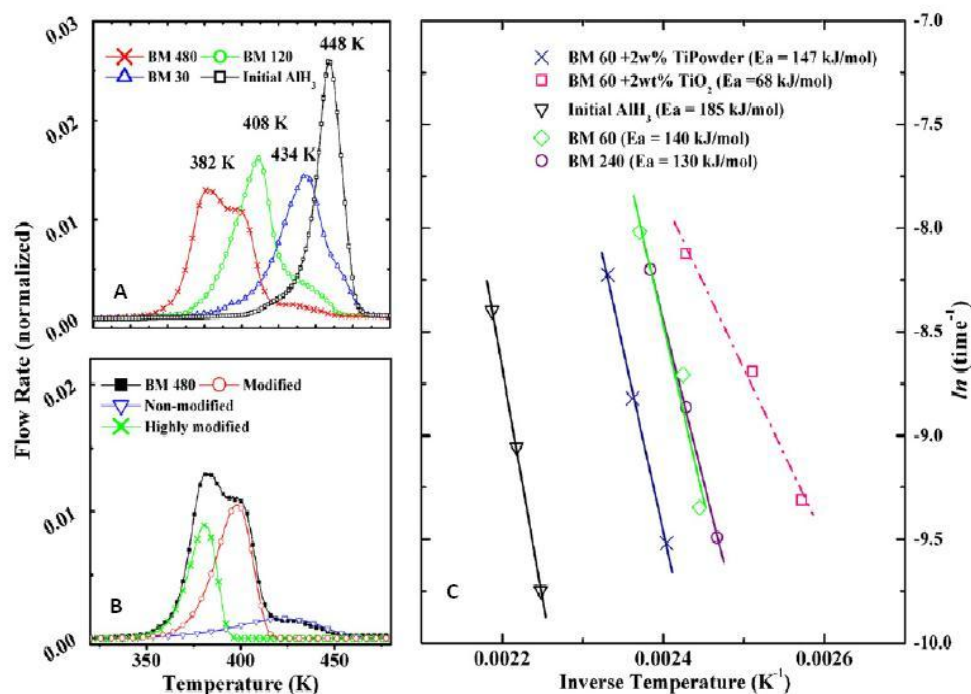 0.03
0.02
0.01
0.00
BM 480 BM 120
BM 30 Initial AlH3
448 K
408 K
434 K
382 K
A
Flow Rate (normalized)
0.02
0.01
0.00
BM 480 Modified
Non-modified
Highly modified
B
350 400 450
Temperature (K)
BM 60 +2w% TiPowder (Ea = 147 kJ/mol)
BM 60 +2wt% TiO2 (Ea =68 kJ/mol)
Initial AlH3 (Ea = 185 kJ/mol)
BM 60 (Ea = 140 kJ/mol)
BM 240 (Ea = 130 kJ/mol)
C
-7.0
-7.5
-8.0
-8.5
-9.0
-9.5
-10.0
ln (time-1)
0.0022 0.0024 0.0026
Inverse Temperature (K-1)